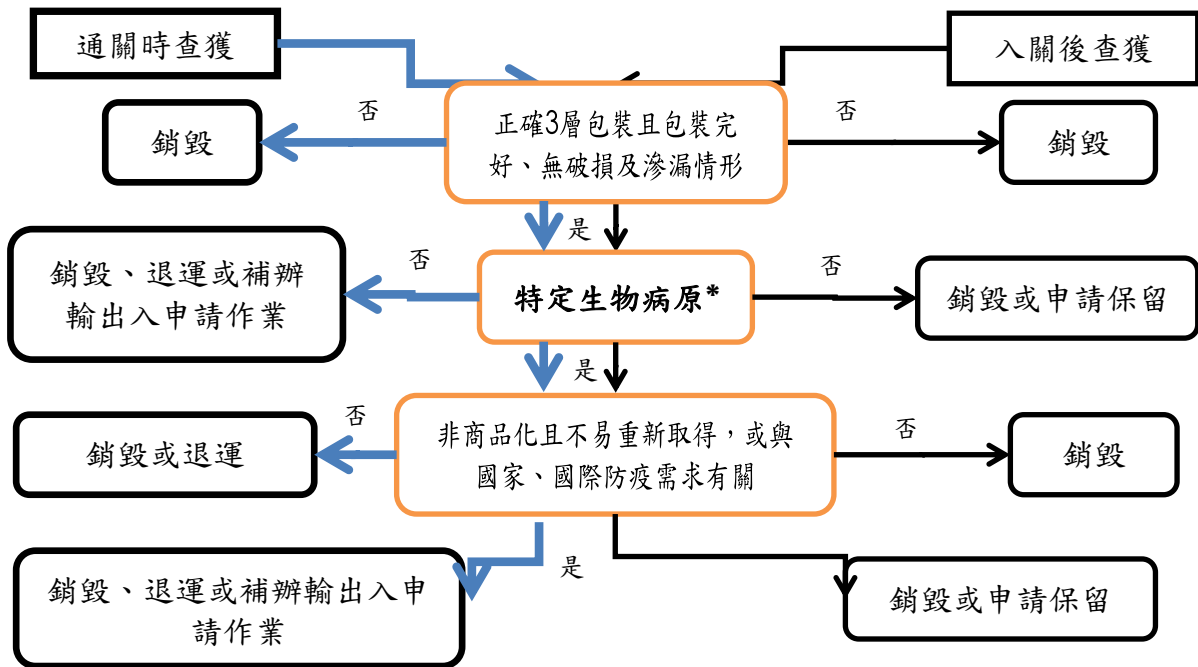 通關時查獲
入關後查獲
否
正確3層包裝且包裝完
好、無破損及滲漏情形
否
銷毀
銷毀
是
銷毀、退運或補辦
輸出入申請作業
否
特定生物病原*
否
銷毀或申請保留
是
銷毀或退運
否
非商品化且不易重新取得，或與
國家、國際防疫需求有關
否
銷毀
銷毀、退運或補辦輸出入申
請作業
是
銷毀或申請保留